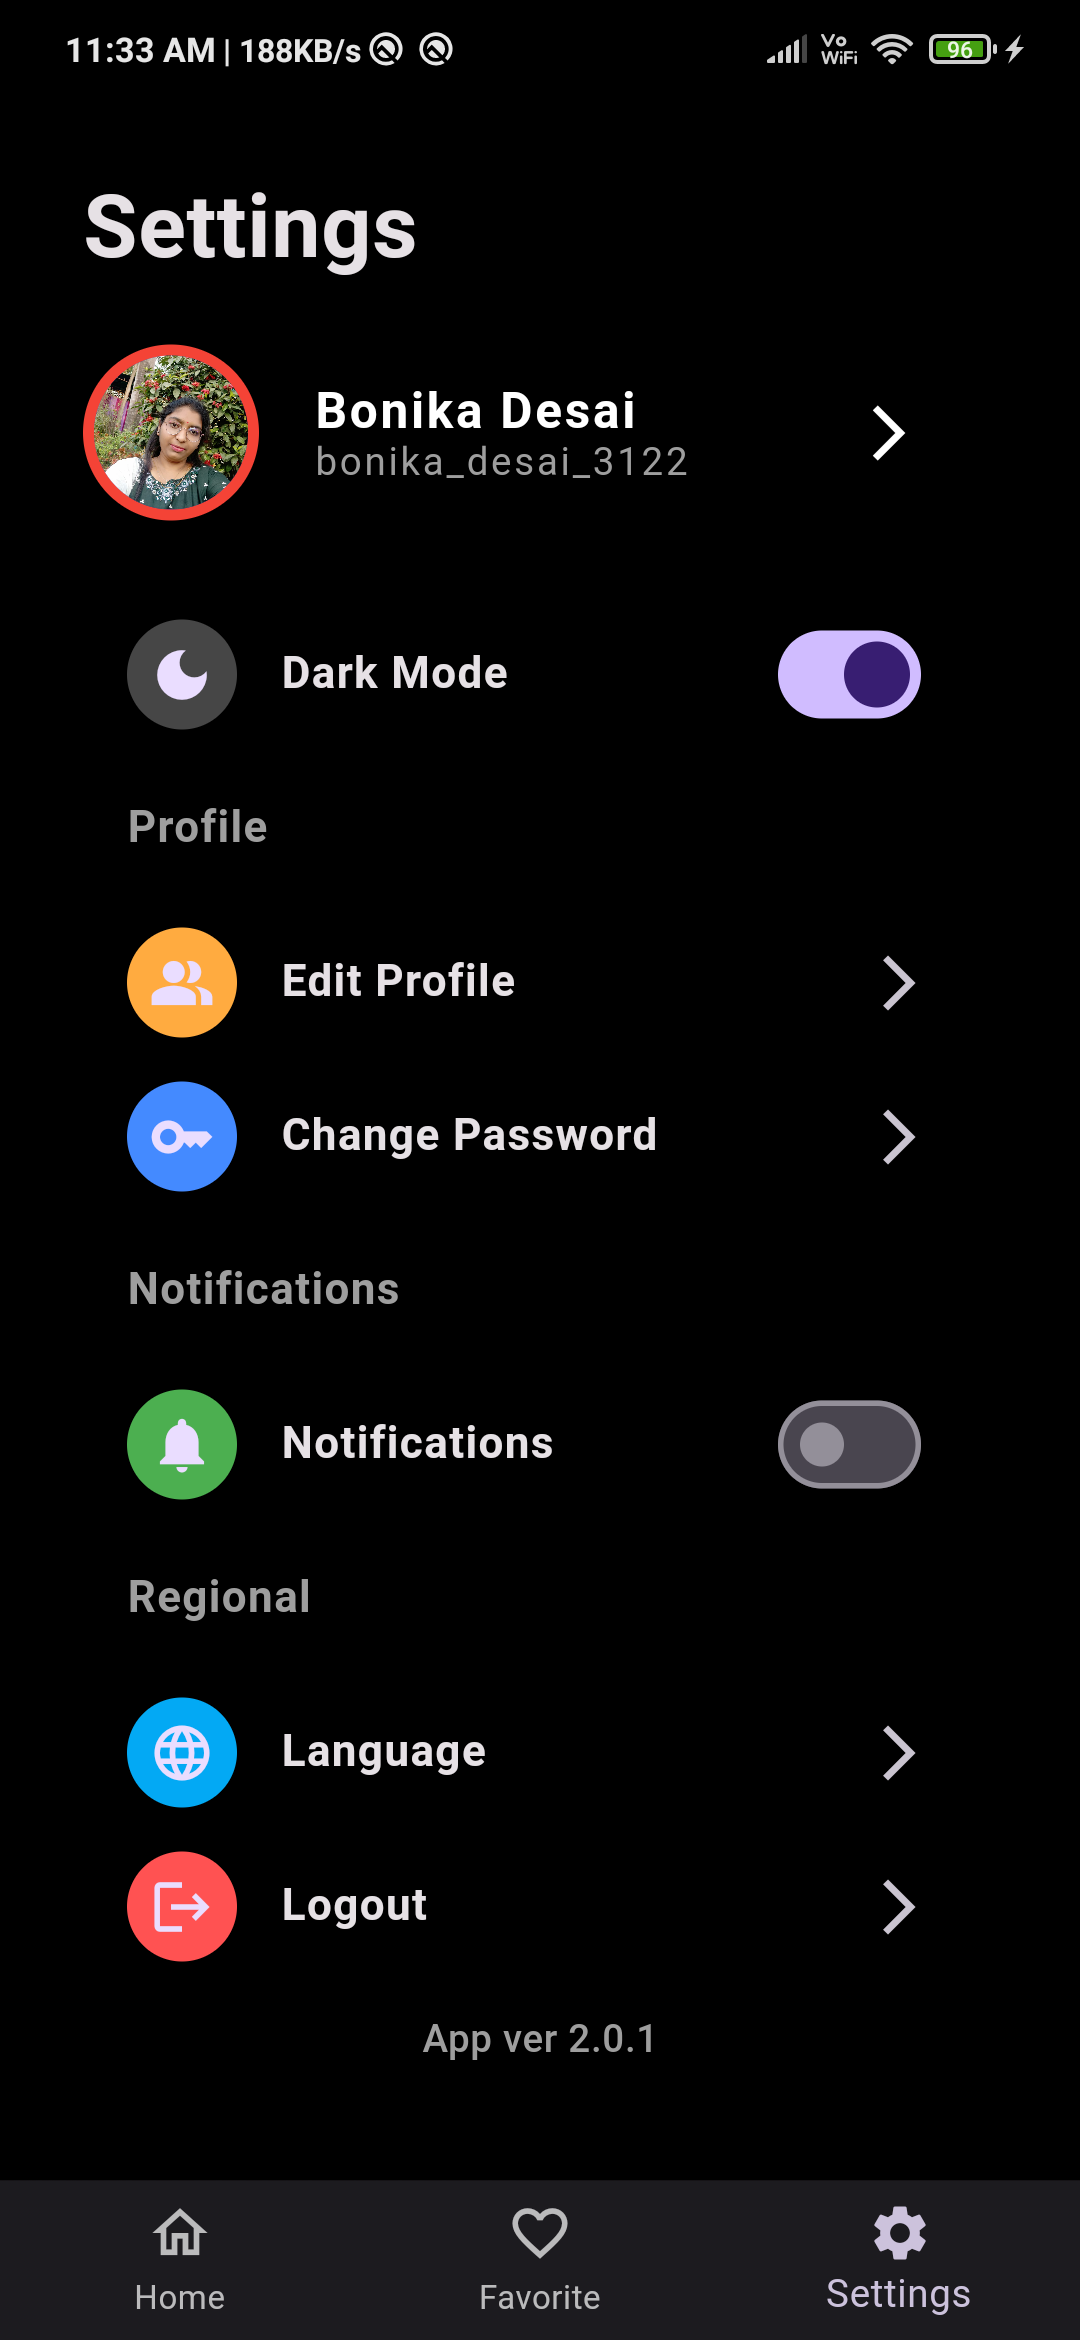 11:33 AM | 188KB/s
Vo
WiFi
96
Settings
Bonika Desai
bonika_desai_3122
Dark Mode
Profile
Edit Profile
Change Password
Notifications
Notifications
Regional
Language
Logout
App ver 2.0.1
Home
Favorite
Settings